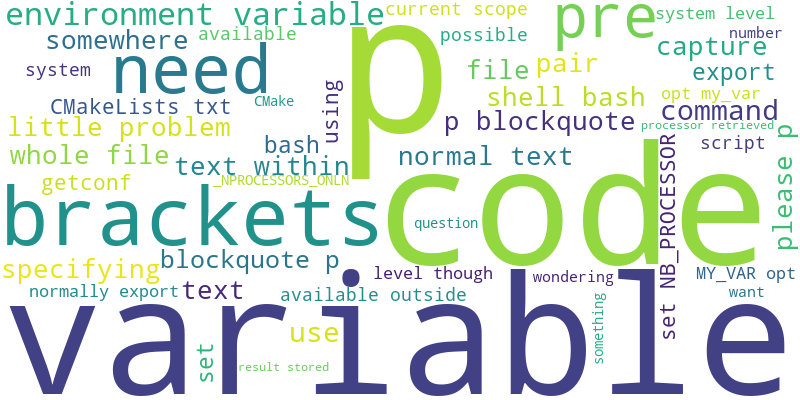 environment variable
current scope
system level
number
somewhere
available
possible
capture
system
need
p
pre
file
pair
export
CMakeLists txt
CMake
using
shell bash
opt my_var
command
little problem
bash
p blockquote
processor retrieved
script
whole file
text within
normal text
getconf
_NPROCESSORS_ONLN
set NB_PROCESSOR
please p
brackets
code
question
specifying
blockquote p
level though
wondering
MY_VAR opt
normally export
text
available outside
want
variable
set
use
something
result stored